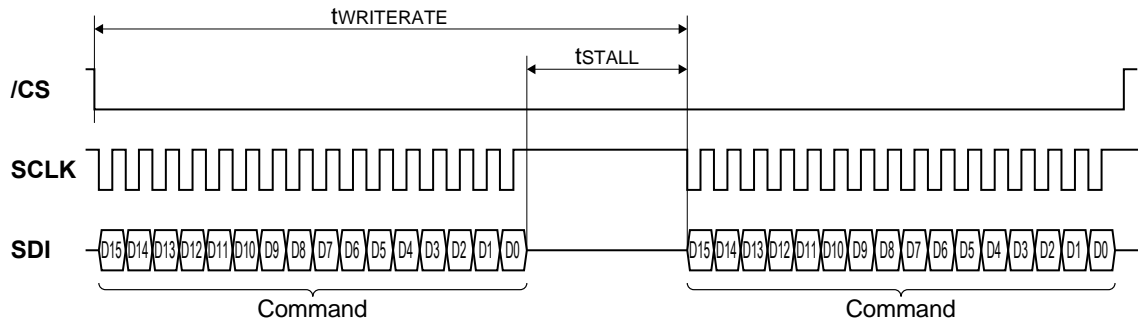 tWRITERATE
tSTALL
/CS
SCLK
SDI D15 D14 D13 D12 D11 D10 D9 D8 D7 D6 D5 D4 D3 D2 D1 D0 D15 D14 D13 D12 D11 D10 D9 D8 D7 D6 D5 D4 D3 D2 D1 D0
Command Command